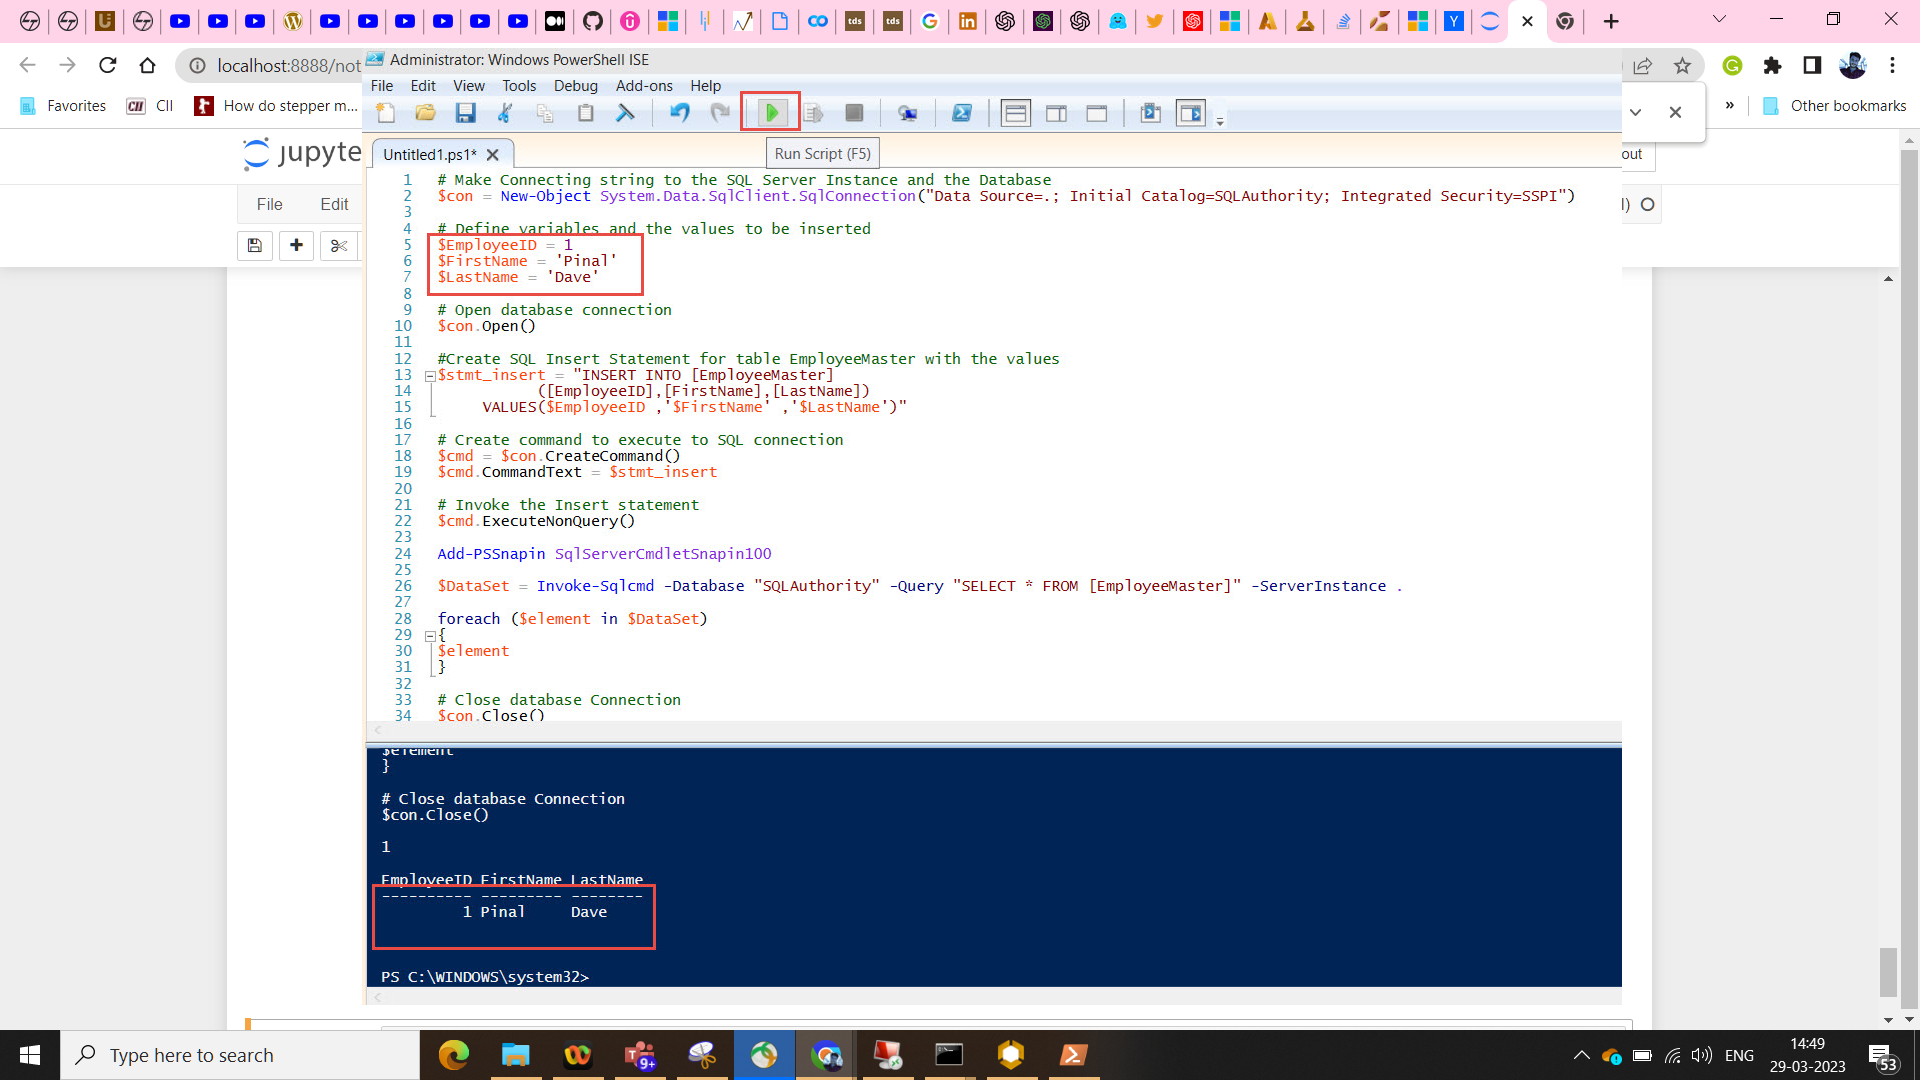 localhost:8888/not
Favorites
CII
CII
How do stepper m...
»
Other bookmarks
jupyte
out
File
Edit
)
Administrator: Windows PowerShell ISE
File Edit View Tools Debug Add-ons Help
Run Script (F5)
Untitled1.ps1*
1 # Make Connecting string to the SQL Server Instance and the Database
2 $con = New-Object System.Data.SqlClient.SqlConnection("Data Source=.; Initial Catalog=SQLAuthority; Integrated Security=SSPI")
3
4 # Define variables and the values to be inserted
5 $EmployeeID = 1
6 $FirstName = 'Pinal'
7 $LastName = 'Dave'
8
9 # Open database connection
10 $con.Open()
11
12 #Create SQL Insert Statement for table EmployeeMaster with the values
13 $stmt_insert = "INSERT INTO [EmployeeMaster]
14 ([EmployeeID],[FirstName],[LastName])
15 VALUES($EmployeeID ,'$FirstName' ,'$LastName')"
16
17 # Create command to execute to SQL connection
18 $cmd = $con.CreateCommand()
19 $cmd.CommandText = $stmt_insert
20
21 # Invoke the Insert statement
22 $cmd.ExecuteNonQuery()
23
24 Add-PSSnapin SqlServerCmdletSnapin100
25
26 $DataSet = Invoke-Sqlcmd -Database "SQLAuthority" -Query "SELECT * FROM [EmployeeMaster]" -ServerInstance .
27
28 foreach ($element in $DataSet)
29 {
30 $element
31 }
32
33 # Close database Connection
34 $con.Close()
$element
}
# Close database Connection
$con.Close()
1
EmployeeID FirstName LastName
---------- --------- --------
1 Pinal Dave
PS C:\WINDOWS\system32>
Type here to search
9+
ENG
14:49
29-03-2023
53